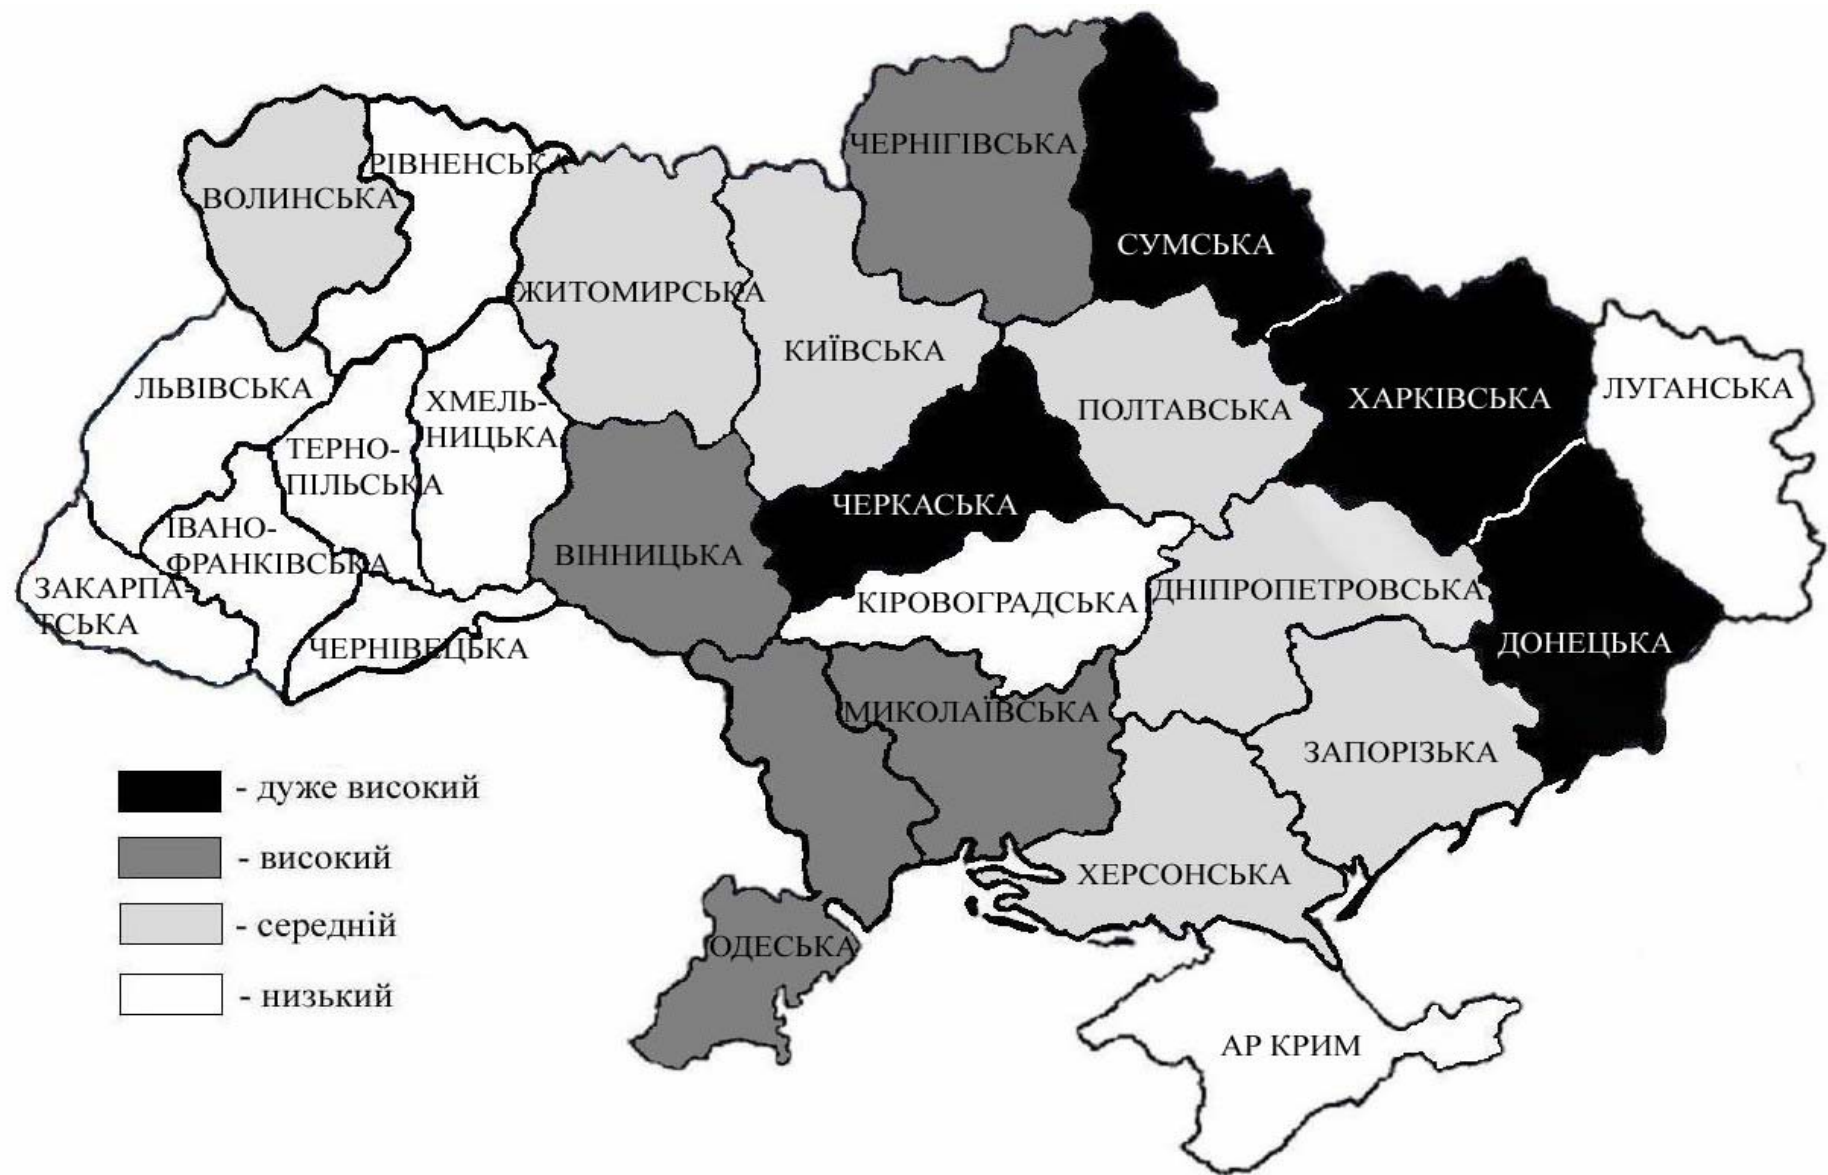 ЧЕРНІГІВСЬКА
РІВНЕНСЬКА
ВОЛИНСЬКА
СУМСЬКА
ЖИТОМИРСЬКА
КИЇВСЬКА
ЛЬВІВСЬКА
ХМЕЛЬ-
НИЦЬКА
ПОЛТАВСЬКА
ХАРКІВСЬКА
ЛУГАНСЬКА
ТЕРНО-
ПІЛЬСЬКА
ЧЕРКАСЬКА
ІВАНО-
ФРАНКІВСЬКА
ВІННИЦЬКА
ЗАКАРПА-
ТСЬКА
КІРОВОГРАДСЬКА
ДНІПРОПЕТРОВСЬКА
ЧЕРНІВЕЦЬКА
ДОНЕЦЬКА
МИКОЛАЇВСЬКА
ЗАПОРІЗЬКА
ХЕРСОНСЬКА
ОДЕСЬКА
АР КРИМ
- дуже високий
- високий
- середній
- низький